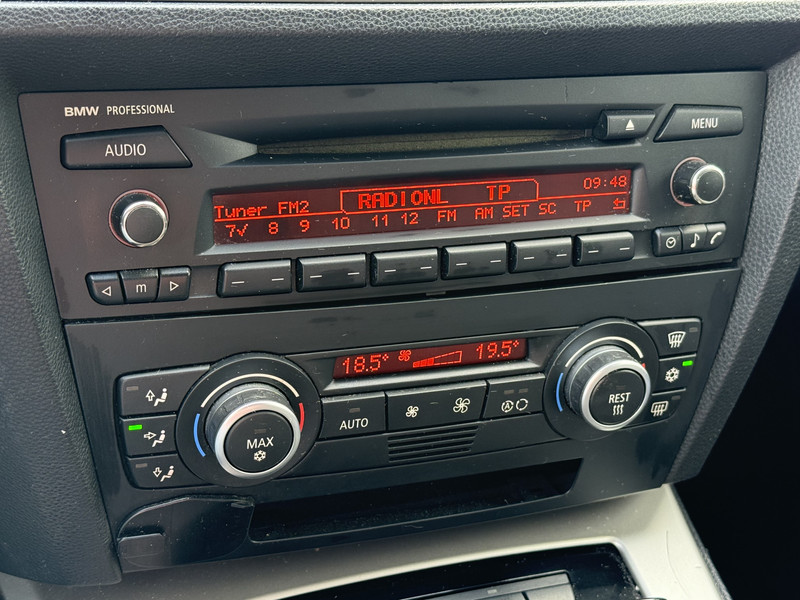 BMW PROFESSIONAL
AUDIO
MENU
Tuner FM2
RADIONL TP
09:48
7✓ 8 9 10 11 12 FM AM SET SC TP
m
18.5°
19.5°
AUTO
A
MAX
REST
AIRBAG